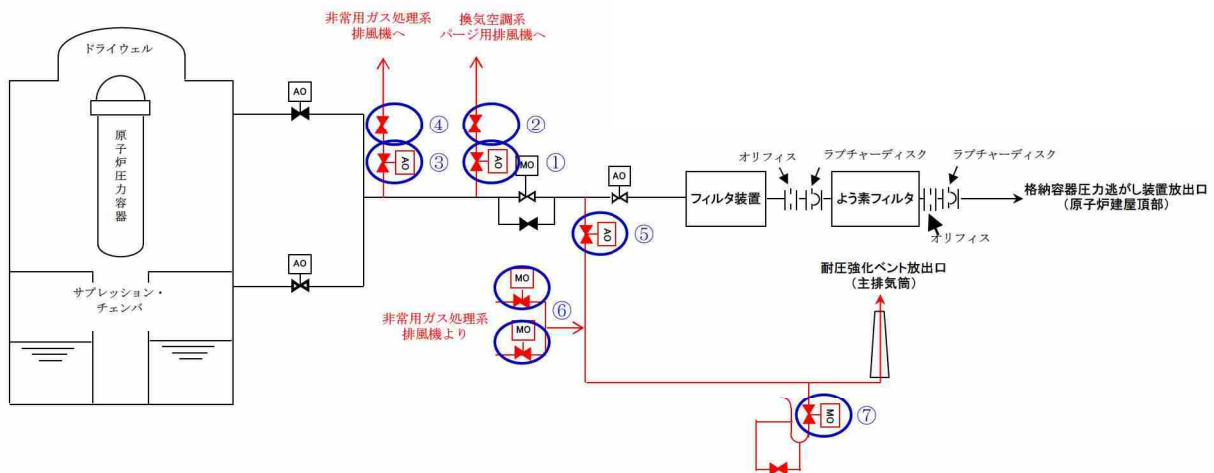 非常用ガス処理系
排風機へ
換気空調系
パージ用排風機へ
ドライウェル
AO
④
②
③
AO
AO
①
MO
AO
原子炉圧力容器
オリフィス
ラプチャーディスク
ラプチャーディスク
フィルタ装置
よう素フィルタ
格納容器圧力逃がし装置放出口
(原子炉建屋頂部)
オリフィス
AO
⑤
AO
サプレッション・
チェンバ
MO
⑥
MO
非常用ガス処理系
排風機より
耐圧強化ベント放出口
(主排気筒)
MO
⑦